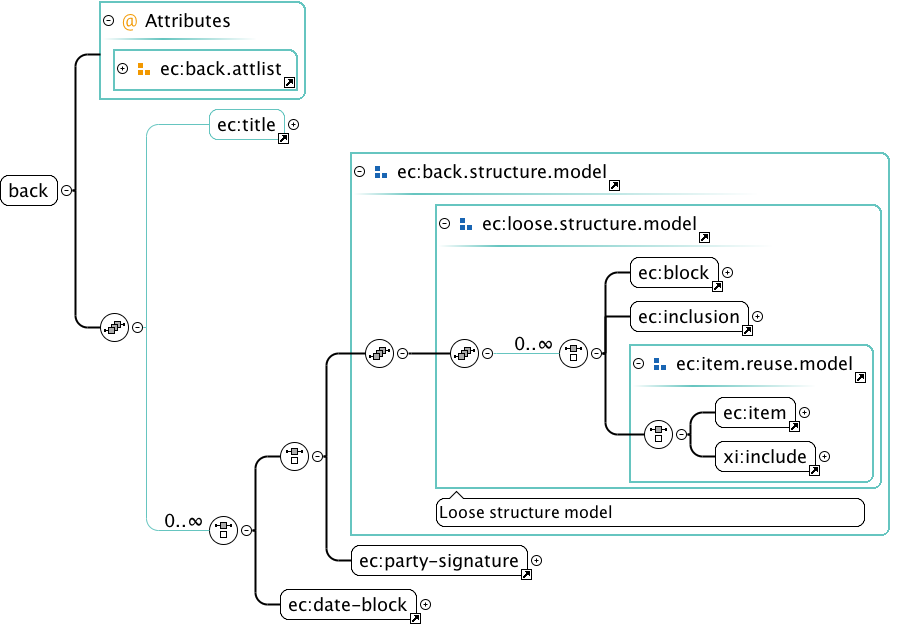 @ Attributes
ec:back.attlist
ec:title
back
ec:back.structure.model
ec:loose.structure.model
ec:block
ec:inclusion
0..∞
ec:item.reuse.model
ec:item
xi:include
Loose structure model
0..∞
ec:party-signature
ec:date-block